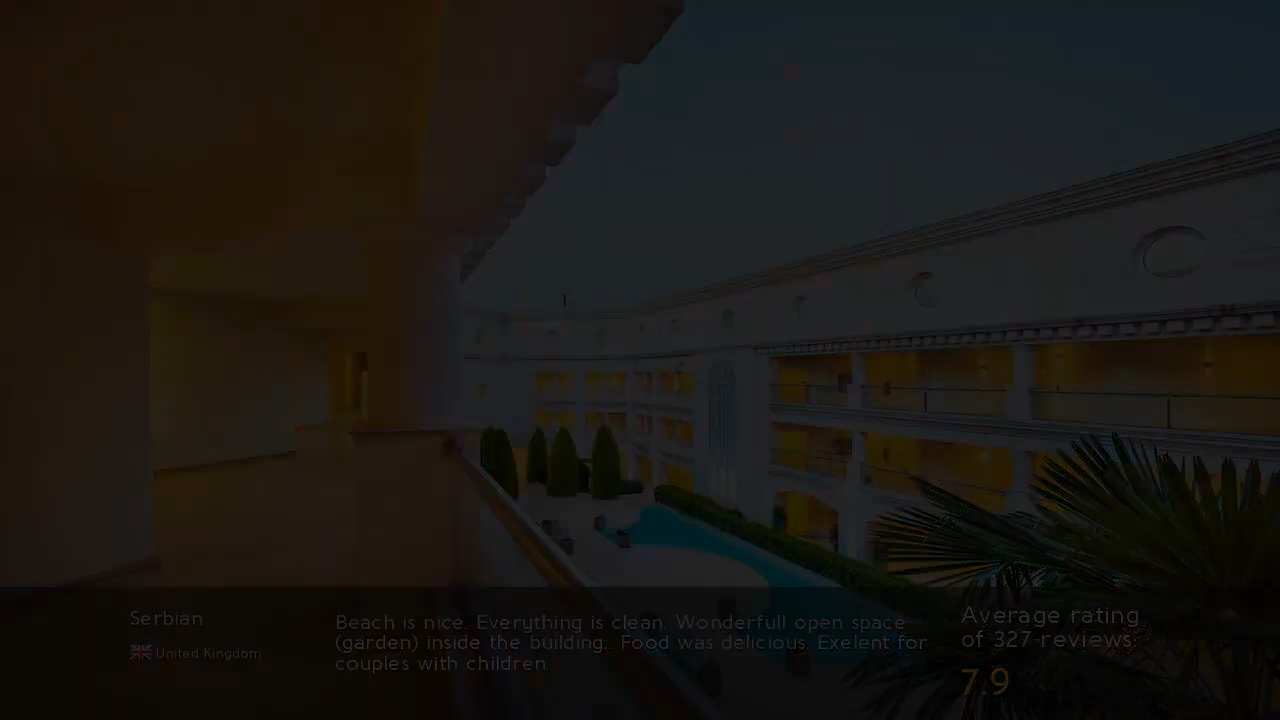 Serbian
United Kingdom
Beach is nice. Everything is clean. Wonderfull open space
(garden) inside the building.. Food was delicious. Exelent for
couples with children.
Average rating
of 327 reviews:
7.9